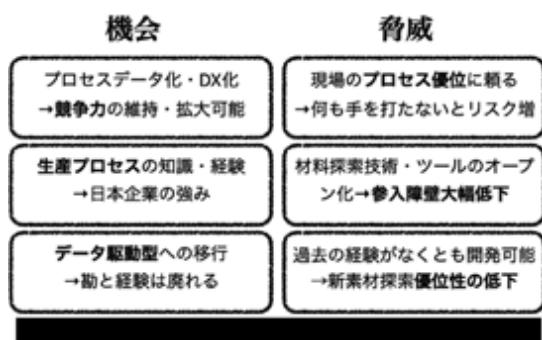 機会
プロセスデータ化・DX化
→競争力の維持・拡大可能
生産プロセスの知識・経験
→日本企業の強み
データ駆動型への移行
→勘と経験は廃れる
脅威
現場のプロセス優位に頼る
→何も手を打たないとリスク増
材料探索技術・ツールのオープ
ン化→参入障壁大幅低下
過去の経験がなくとも開発可能
→新素材探索優位性の低下